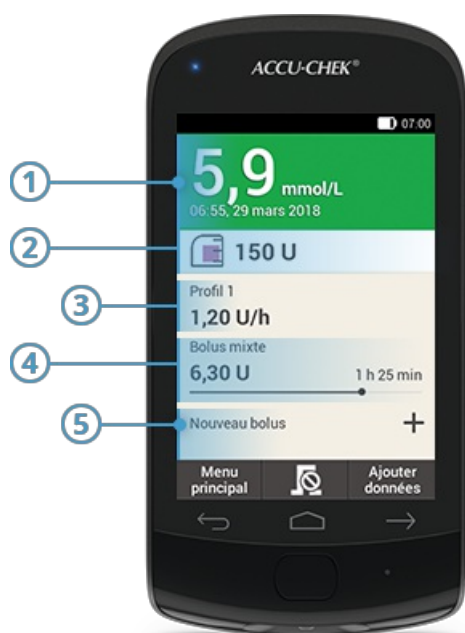 ACCU-CHEK®
07:00
1
5,9 mmol/L
06:55, 29 mars 2018
2
150 U
3
Profil 1
1,20 U/h
4
Bolus mixte
6,30 U 1 h 25 min
5
Nouveau bolus +
Menu principal
Ajouter données